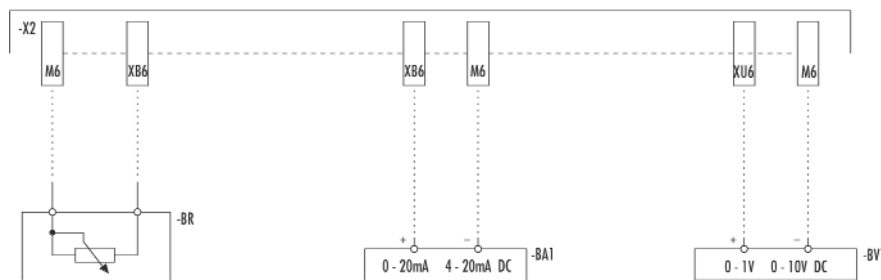 -X2
M6 XB6 XB6 M6 XU6 M6
-BR
+ − -BA1 + − -BV
0 - 20mA 4 - 20mA DC 0 - 1V 0 - 10V DC